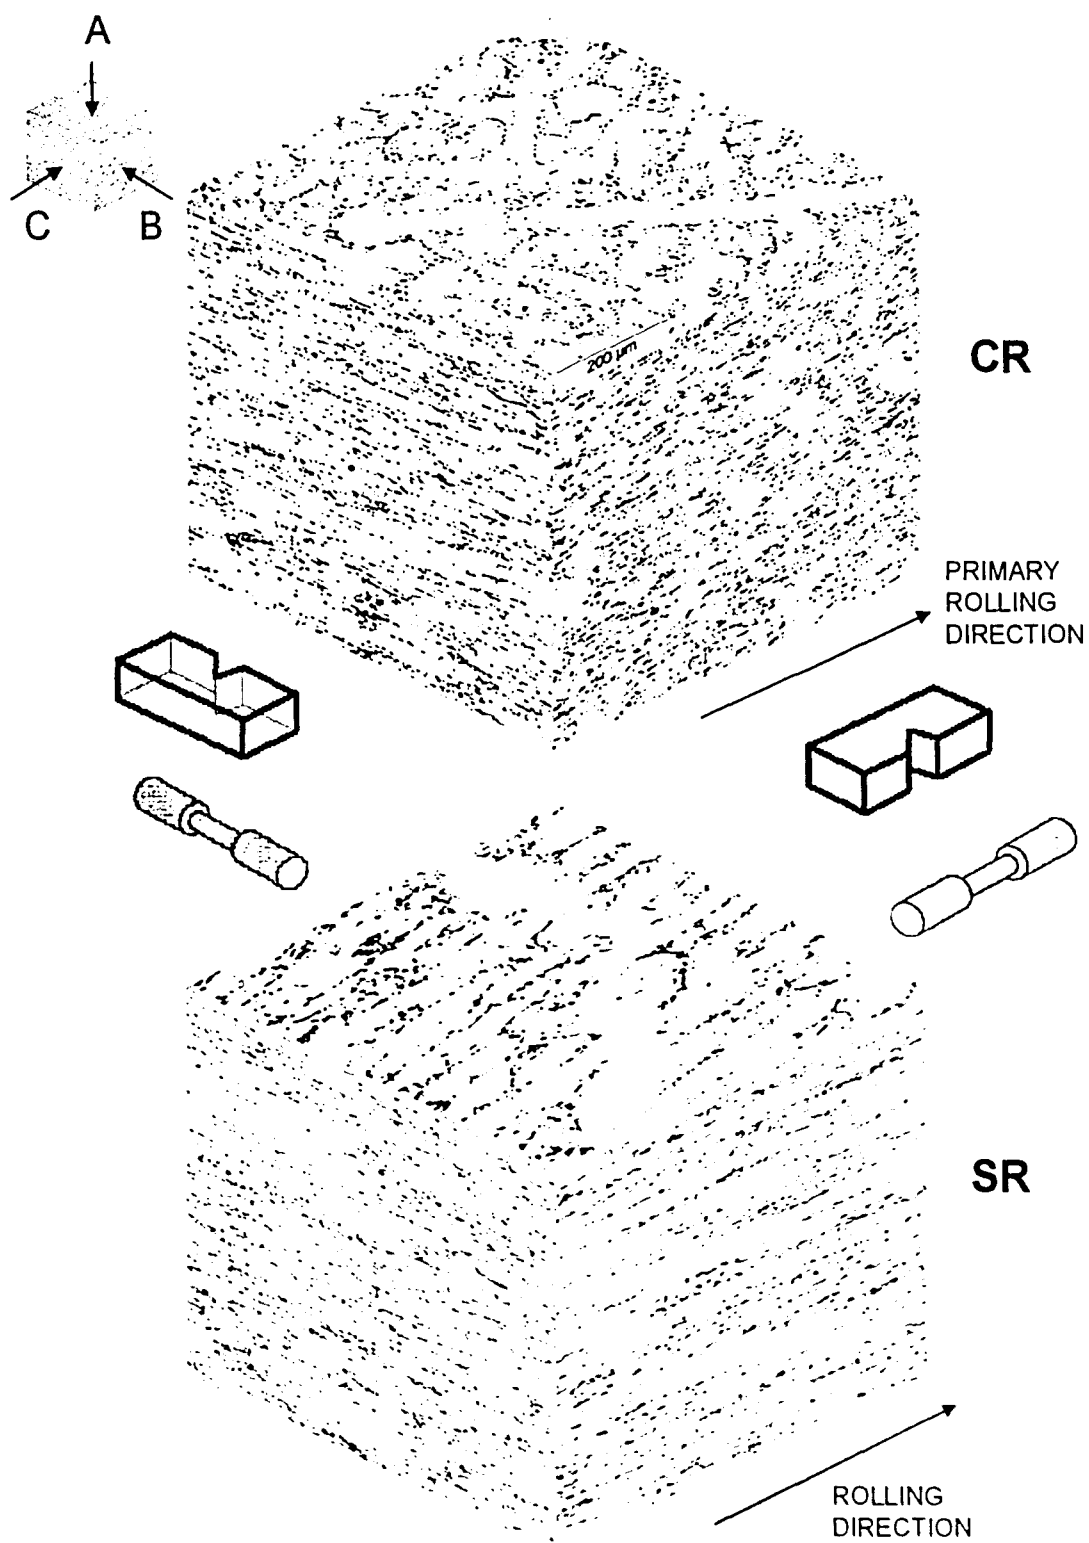 A
C
B
200 µm
CR
PRIMARY
ROLLING
DIRECTION
SR
ROLLING
DIRECTION